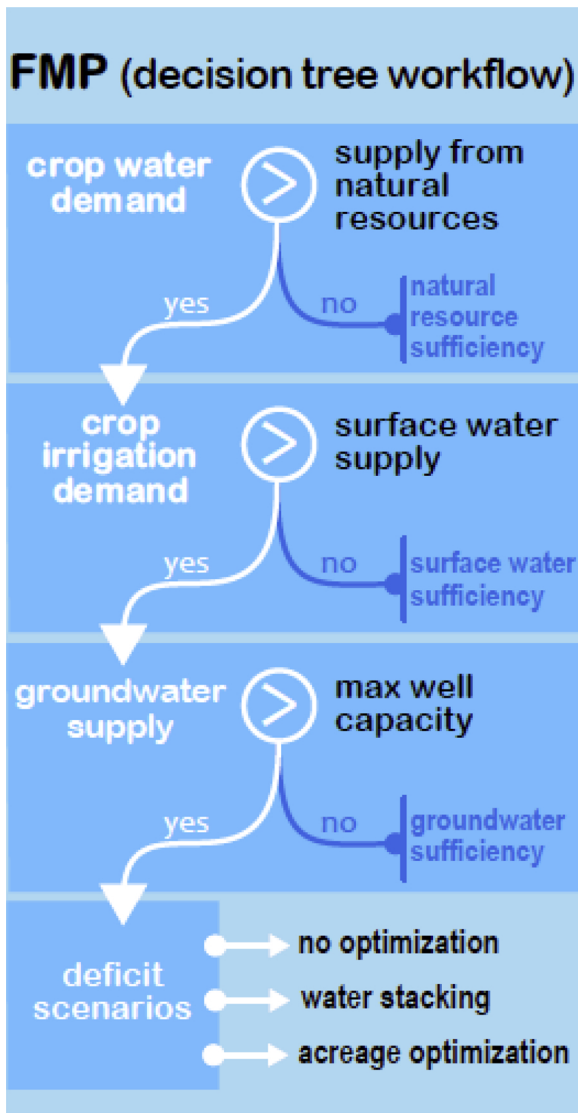 FMP (decision tree workflow)
crop water
demand
>
supply from
natural
resources
yes
no
natural
resource
sufficiency
crop
irrigation
demand
>
surface water
supply
yes
no
surface water
sufficiency
groundwater
supply
>
max well
capacity
yes
no
groundwater
sufficiency
deficit
scenarios
no optimization
water stacking
acreage optimization